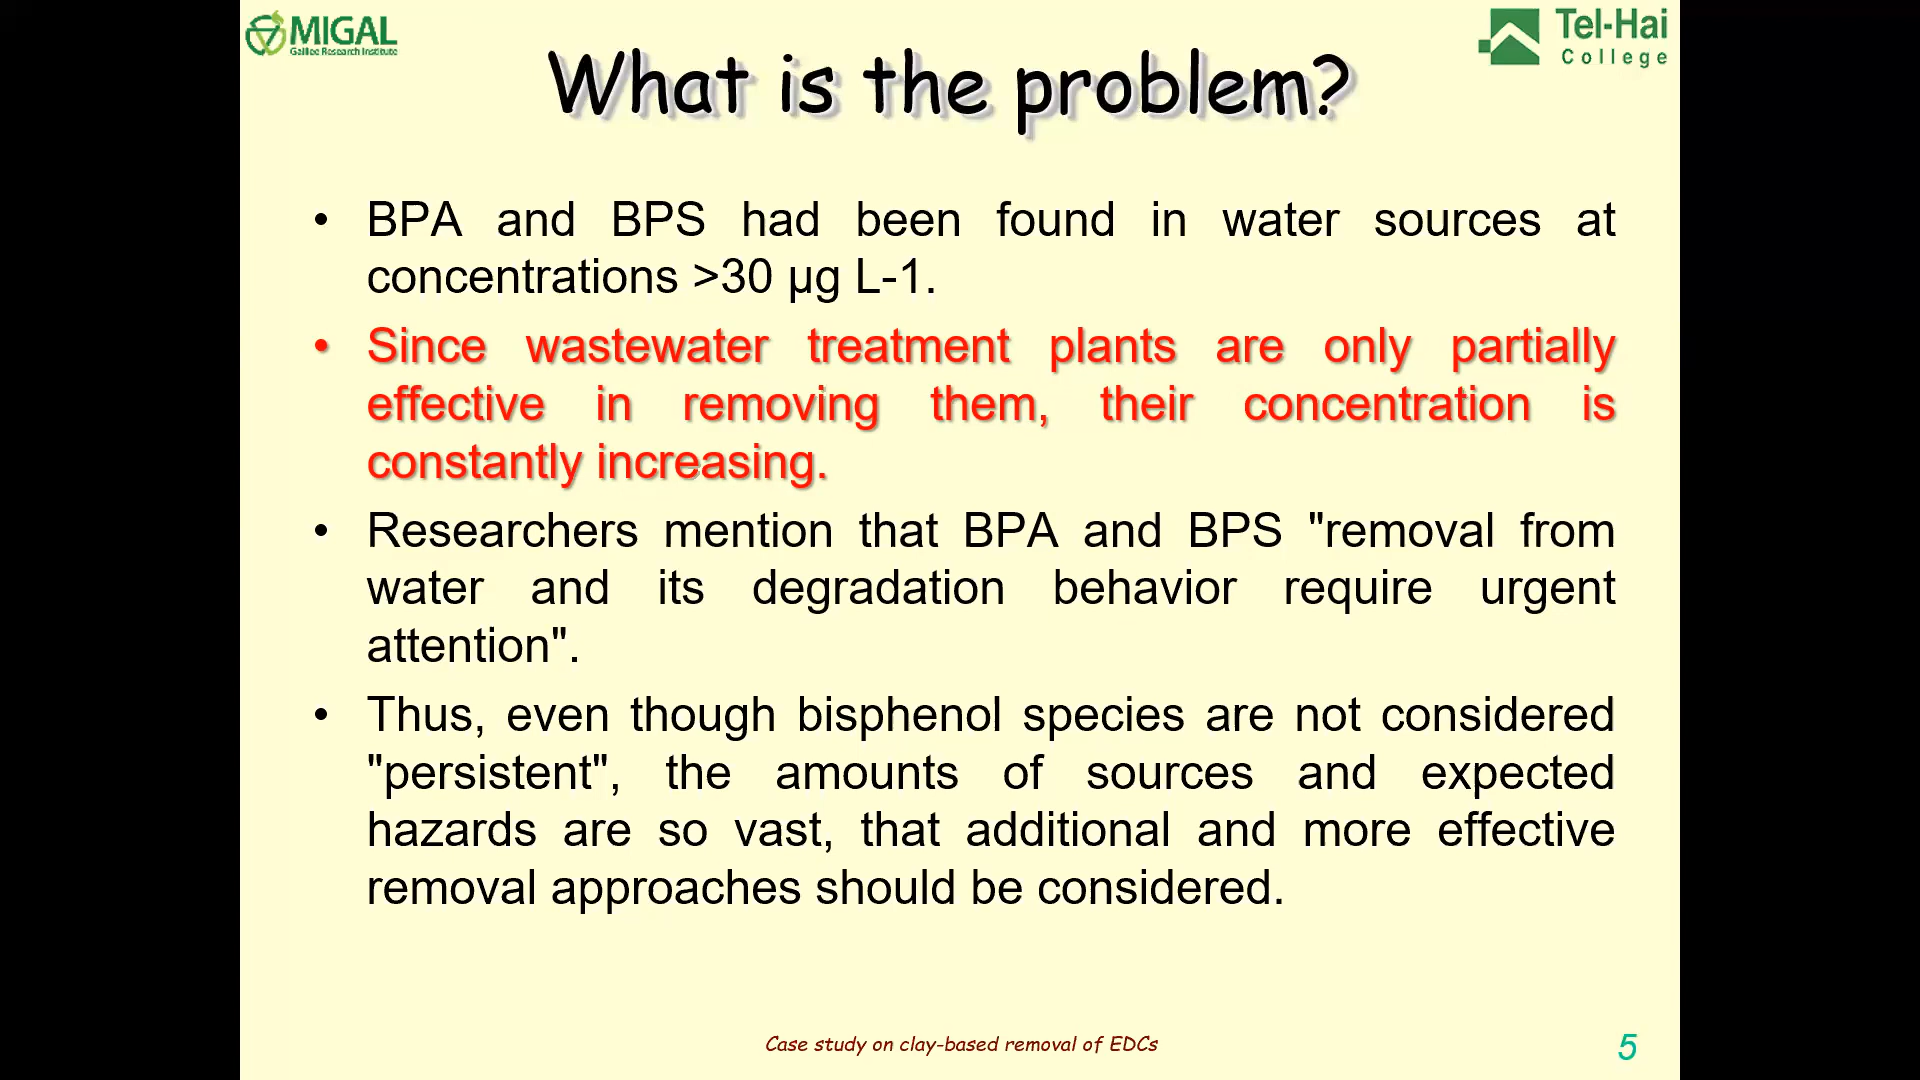 MIGAL
Galilee Research Institute
Tel-Hai
College
What is the problem?
• BPA and BPS had been found in water sources at
concentrations >30 µg L-1.
• Since wastewater treatment plants are only partially
effective in removing them, their concentration is
constantly increasing.
• Researchers mention that BPA and BPS "removal from
water and its degradation behavior require urgent
attention".
• Thus, even though bisphenol species are not considered
"persistent", the amounts of sources and expected
hazards are so vast, that additional and more effective
removal approaches should be considered.
Case study on clay-based removal of EDCs
5